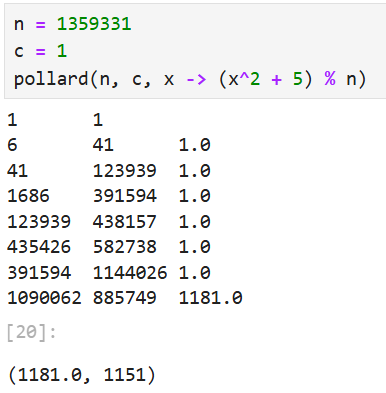 n = 1359331
c = 1
pollard(n, c, x -> (x^2 + 5) % n)
1 1
6 41 1.0
41 123939 1.0
1686 391594 1.0
123939 438157 1.0
435426 582738 1.0
391594 1144026 1.0
1090062 885749 1181.0
[20]:
(1181.0, 1151)